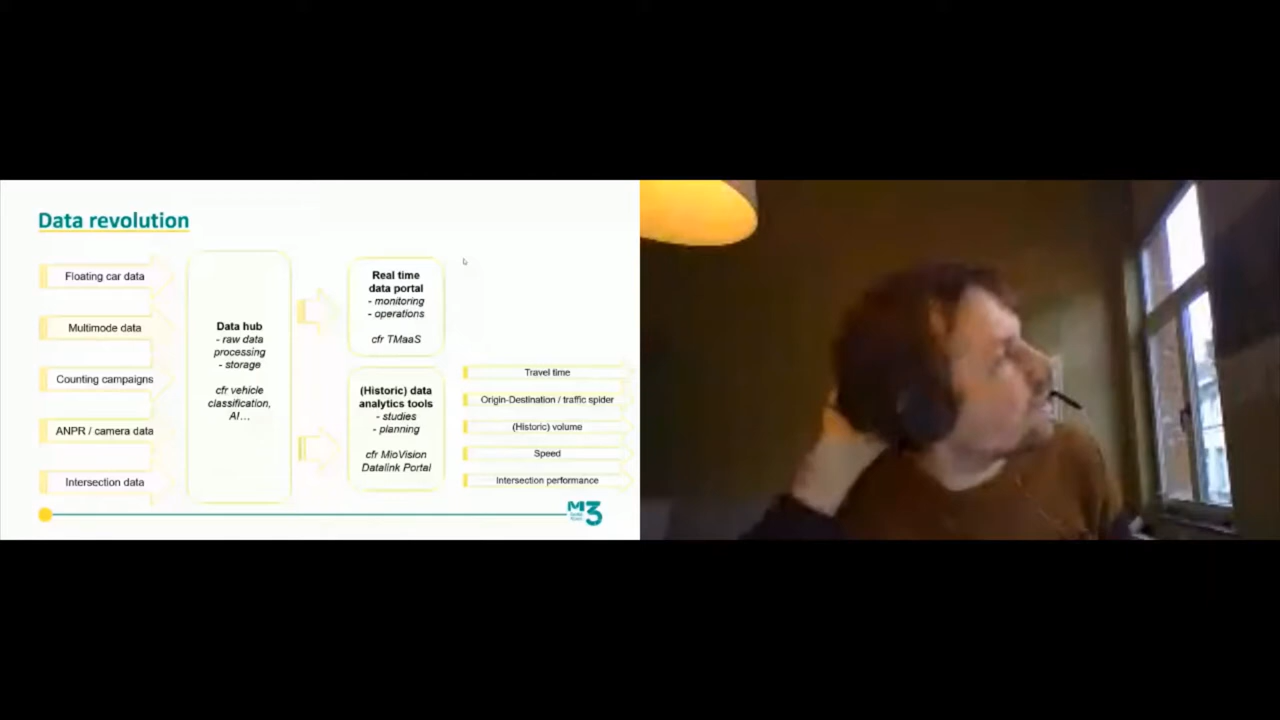 Data revolution
Floating car data
Multimode data
Counting campaigns
ANPR / camera data
Intersection data
Data hub
- raw data
processing
- storage
cfr vehicle
classification,
AI...
Real time
data portal
- monitoring
- operations
cfr TMaaS
(Historic) data
analytics tools
- studies
- planning
cfr MioVision
Datalink Portal
Travel time
Origin-Destination / traffic spider
(Historic) volume
Speed
Intersection performance
M3